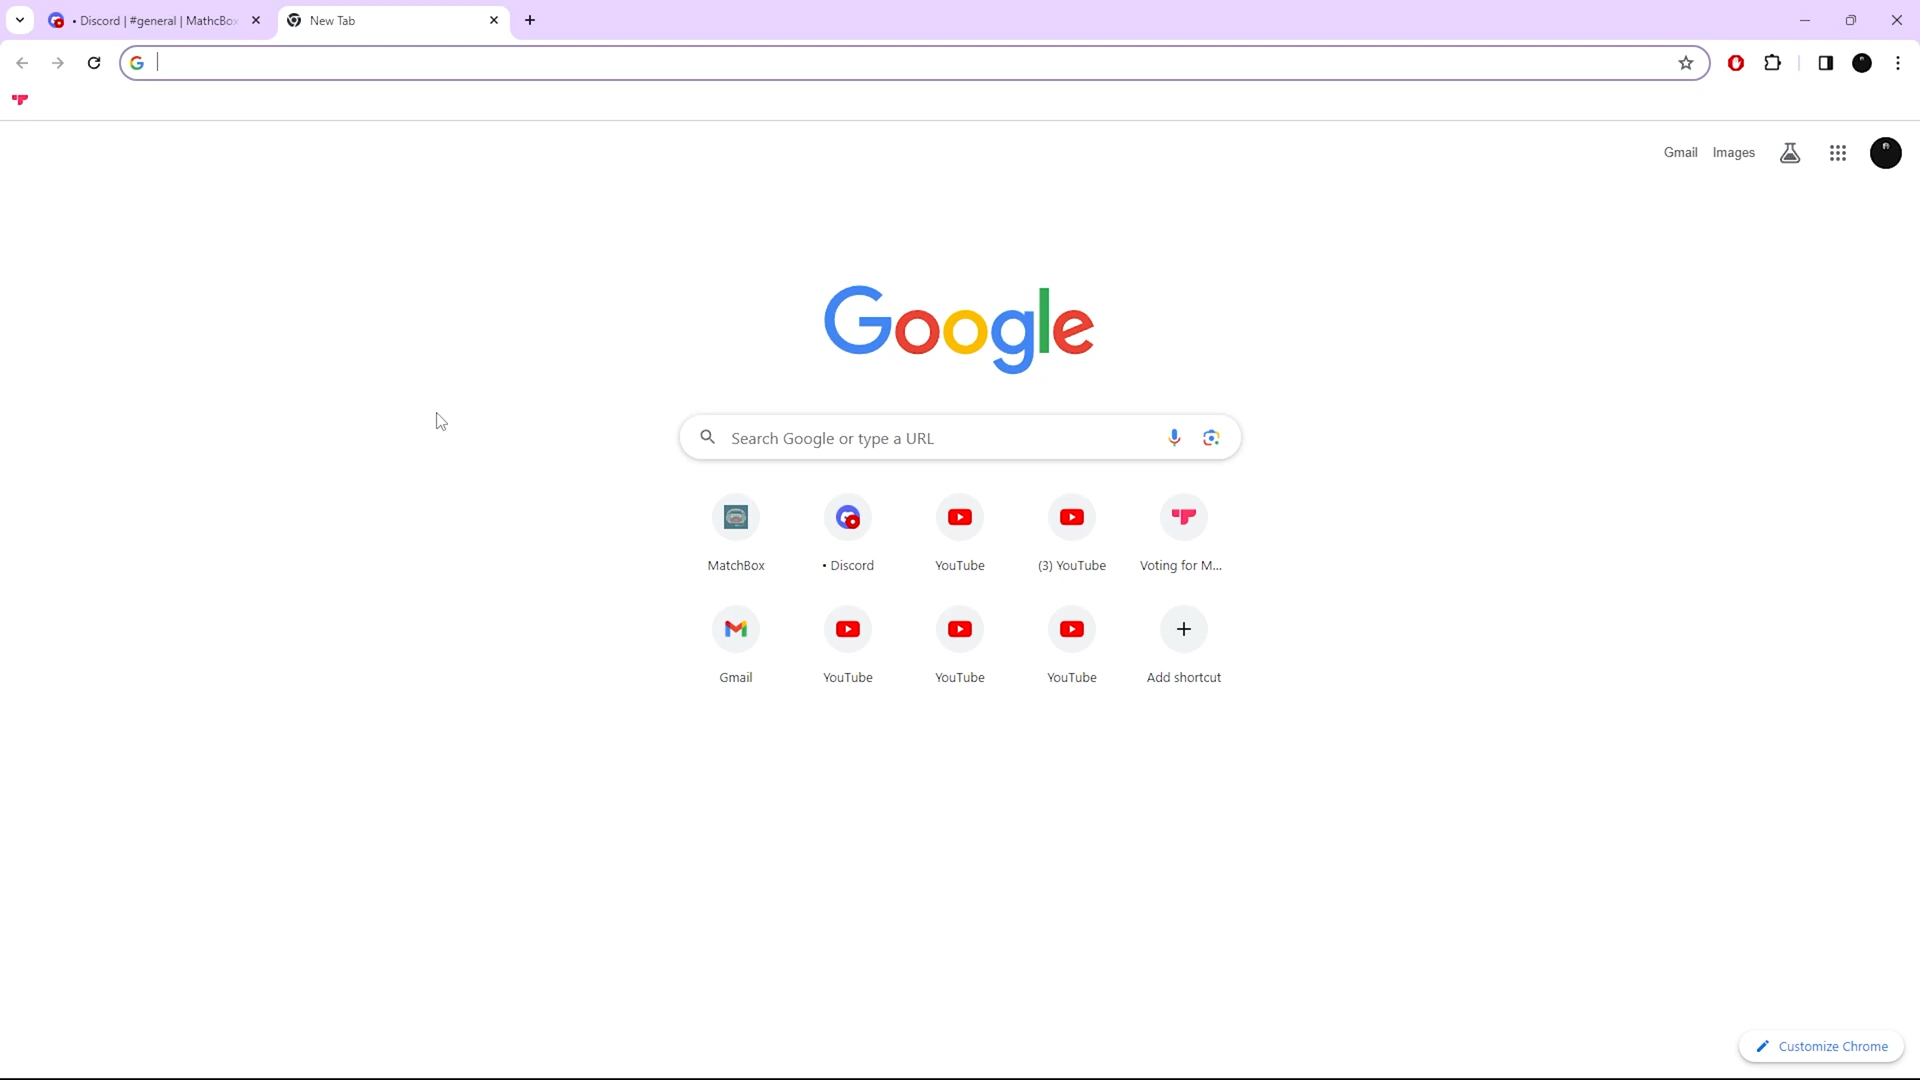 • Discord | #general | MathcBo
New Tab
Gmail Images
Google
Search Google or type a URL
MatchBox • Discord YouTube (3) YouTube Voting for M...
Gmail YouTube YouTube YouTube Add shortcut
Customize Chrome